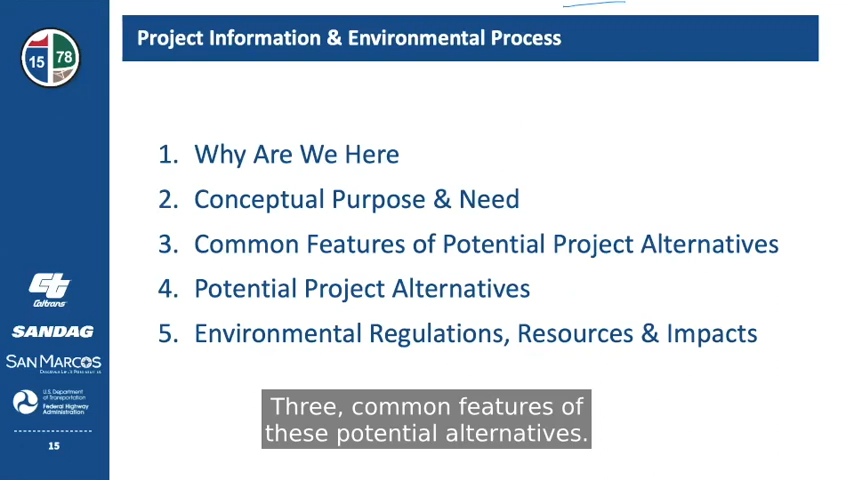 Project Information & Environmental Process
15 78
1. Why Are We Here
2. Conceptual Purpose & Need
3. Common Features of Potential Project Alternatives
4. Potential Project Alternatives
5. Environmental Regulations, Resources & Impacts
Caltrans
SANDAG
SAN MARCOS
U.S. Department
of Transportation
Federal Highway
Administration
15
Three, common features of
these potential alternatives.